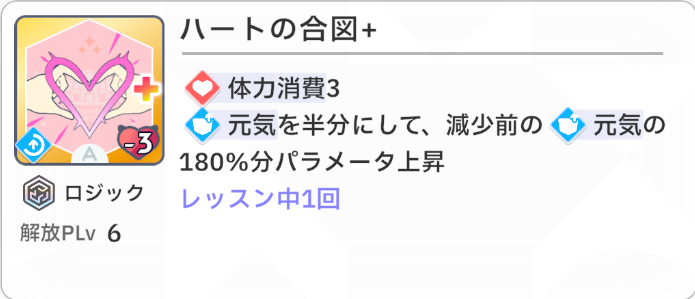 ハートの合図+
体力消費3
元気を半分にして、減少前の 元気の
180%分パラメータ上昇
レッスン中1回
A
-3
ロジック
解放PLv 6